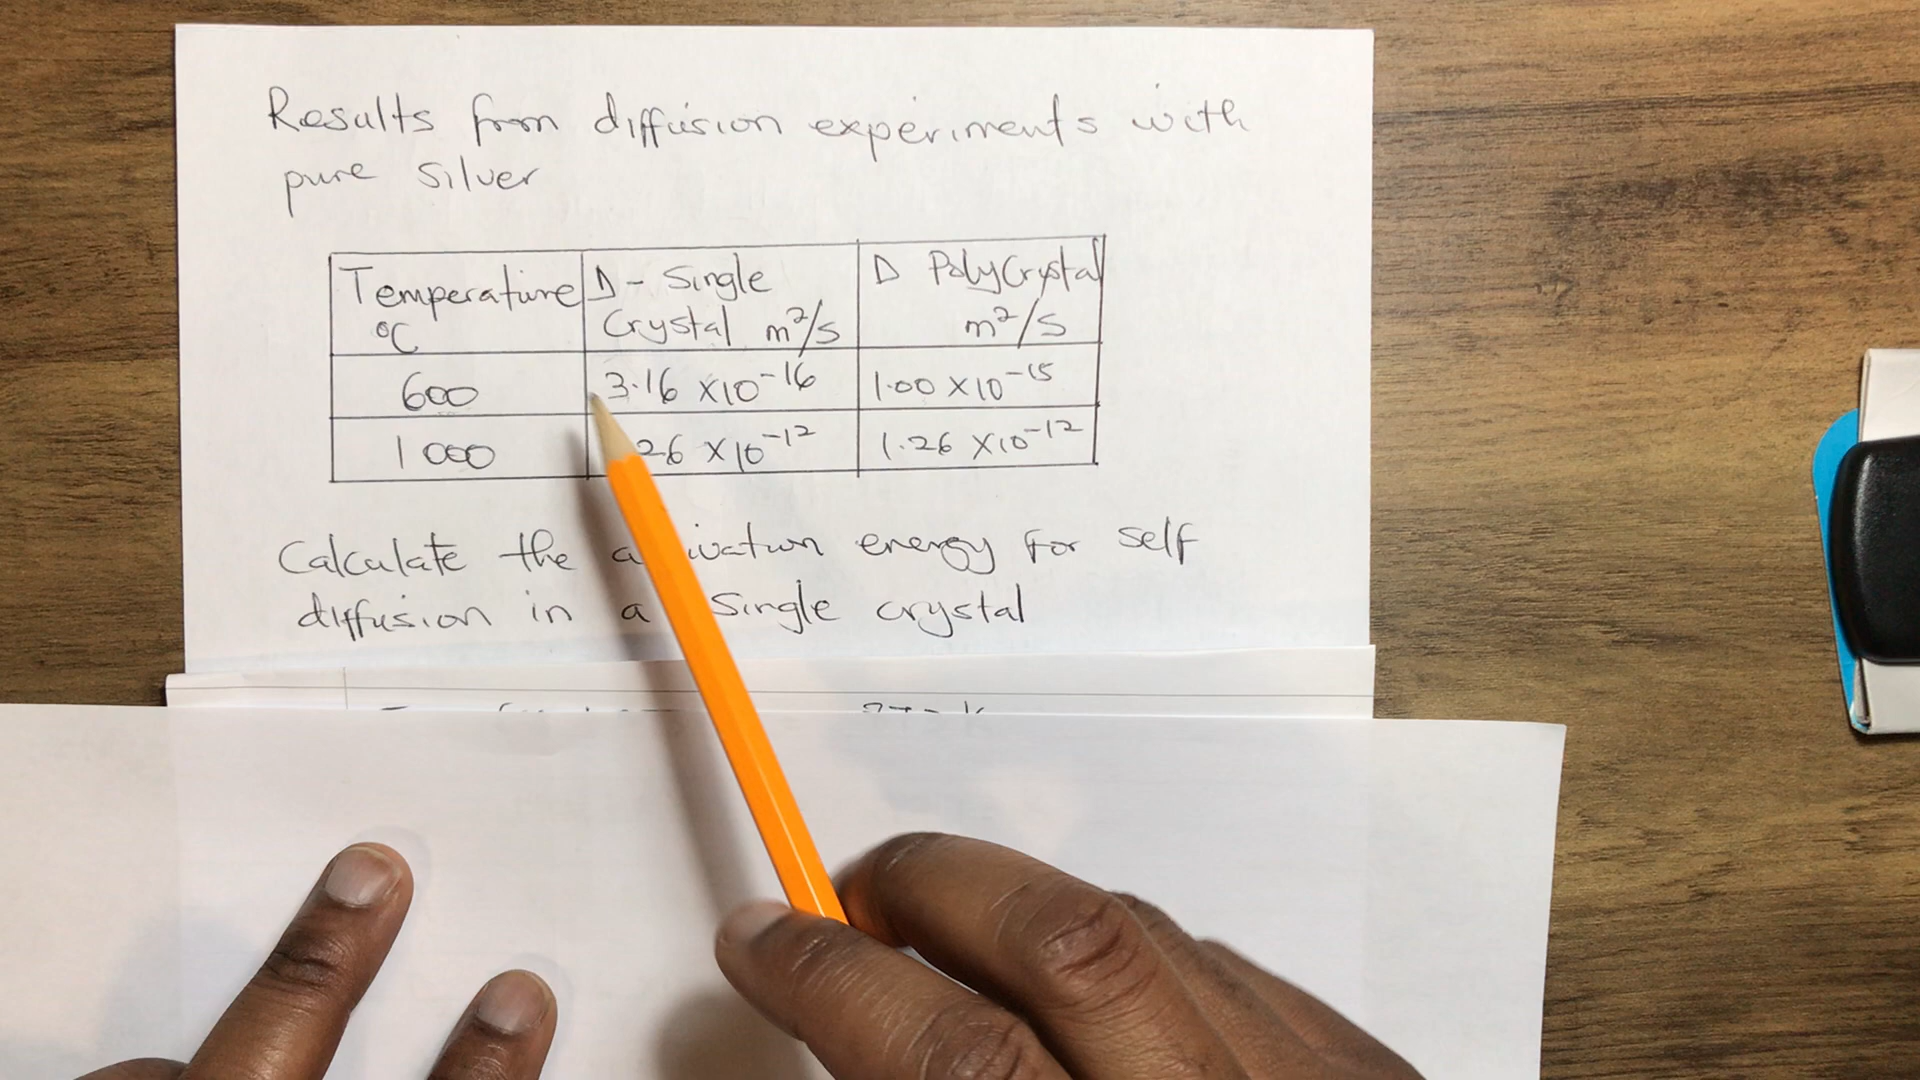 Results from diffusion experiments with
pure silver
Temperature °C D - Single Crystal m²/s D PolyCrystal m²/s
600 3.16 x10⁻¹⁶ 1.00 x10⁻¹⁵
1000 26 x10⁻¹² 1.26 x10⁻¹²
Calculate the energy for self
diffusion in a single crystal